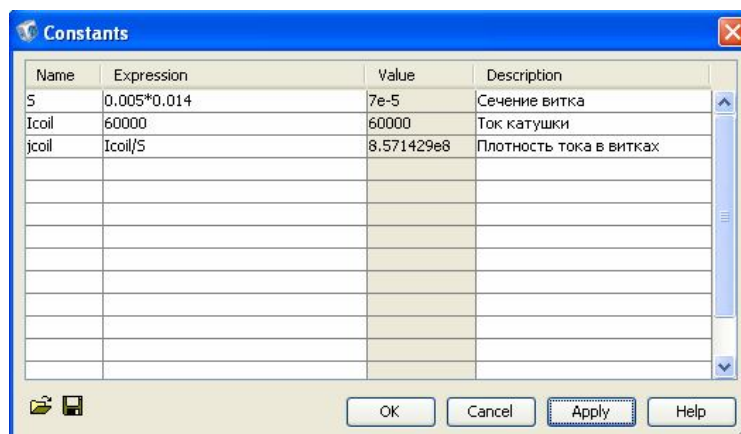 Constants
Name Expression Value Description
S 0.005*0.014 7e-5 Сечение витка
Icoil 60000 60000 Ток катушки
jcoil Icoil/S 8.571429e8 Плотность тока в витках
OK Cancel Apply Help